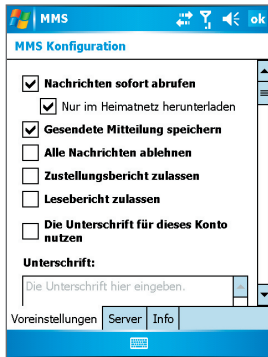 MMS
ok
MMS Konfiguration
Nachrichten sofort abrufen
Nur im Heimatnetz herunterladen
Gesendete Mitteilung speichern
Alle Nachrichten ablehnen
Zustellungsbericht zulassen
Lesebericht zulassen
Die Unterschrift für dieses Konto
nutzen
Unterschrift:
Die Unterschrift hier eingeben.
Voreinstellungen Server Info